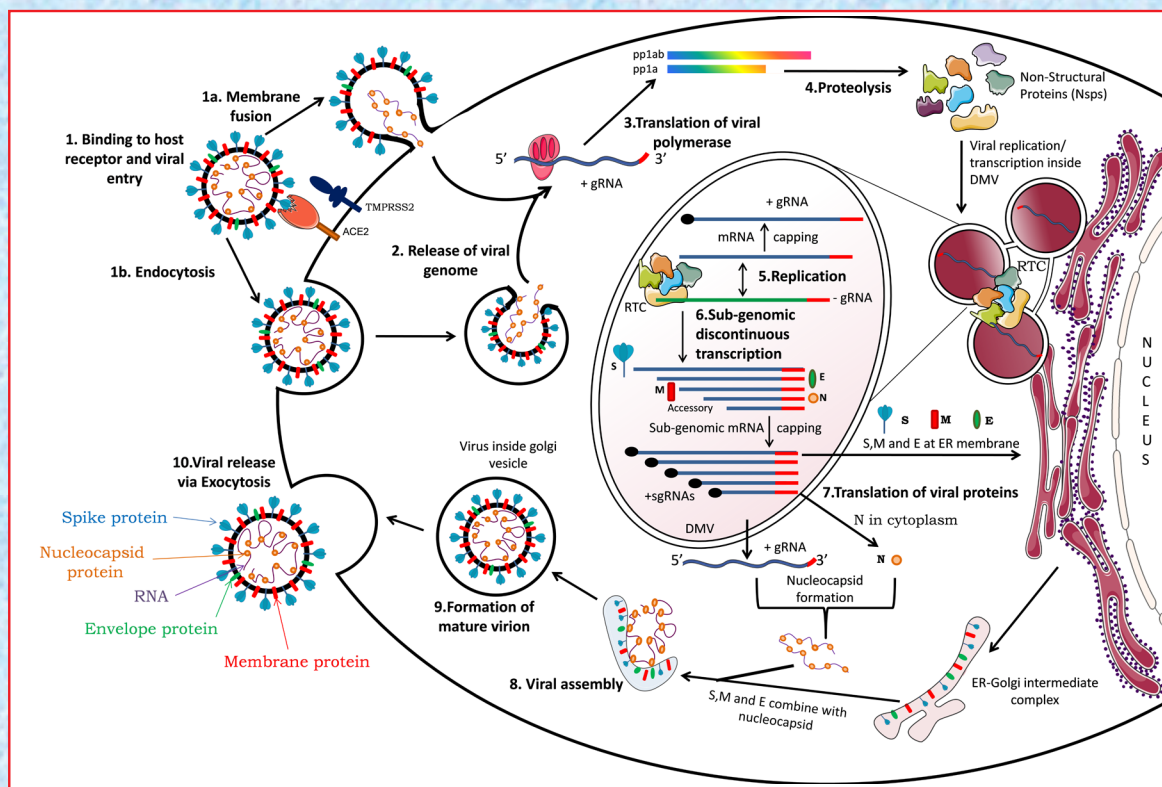 1a. Membrane
fusion
1. Binding to host
receptor and viral
entry
TMPRSS2
ACE2
1b. Endocytosis
2. Release of viral
genome
pp1ab
pp1a
3.Translation of viral
polymerase
5’
3’
+ gRNA
4.Proteolysis
Non-Structural
Proteins (Nsps)
Viral replication/
transcription inside
DMV
RTC
NUCLEUS
+ gRNA
mRNA capping
5.Replication
RTC
- gRNA
6.Sub-genomic
discontinuous
transcription
S
E
M
N
Accessory
Sub-genomic mRNA capping
+sgRNAs
DMV
S M E
S,M and E at ER membrane
7.Translation of viral proteins
N in cytoplasm
N
+ gRNA
5’
3’
Nucleocapsid
formation
ER-Golgi intermediate
complex
S,M and E combine with
nucleocapsid
8. Viral assembly
9.Formation of
mature virion
Virus inside golgi
vesicle
10.Viral release
via Exocytosis
Spike protein
Nucleocapsid
protein
RNA
Envelope protein
Membrane protein